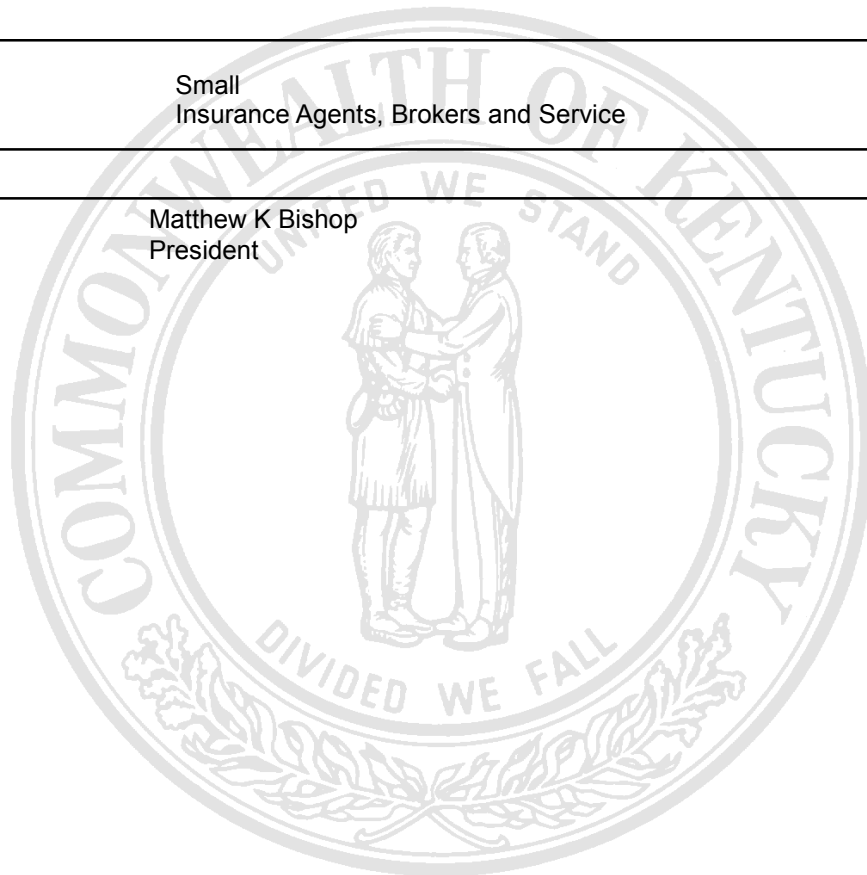 Small
Insurance Agents, Brokers and Service
Matthew K Bishop
President
COMMONWEALTH OF KENTUCKY
UNITED WE STAND
DIVIDED WE FALL